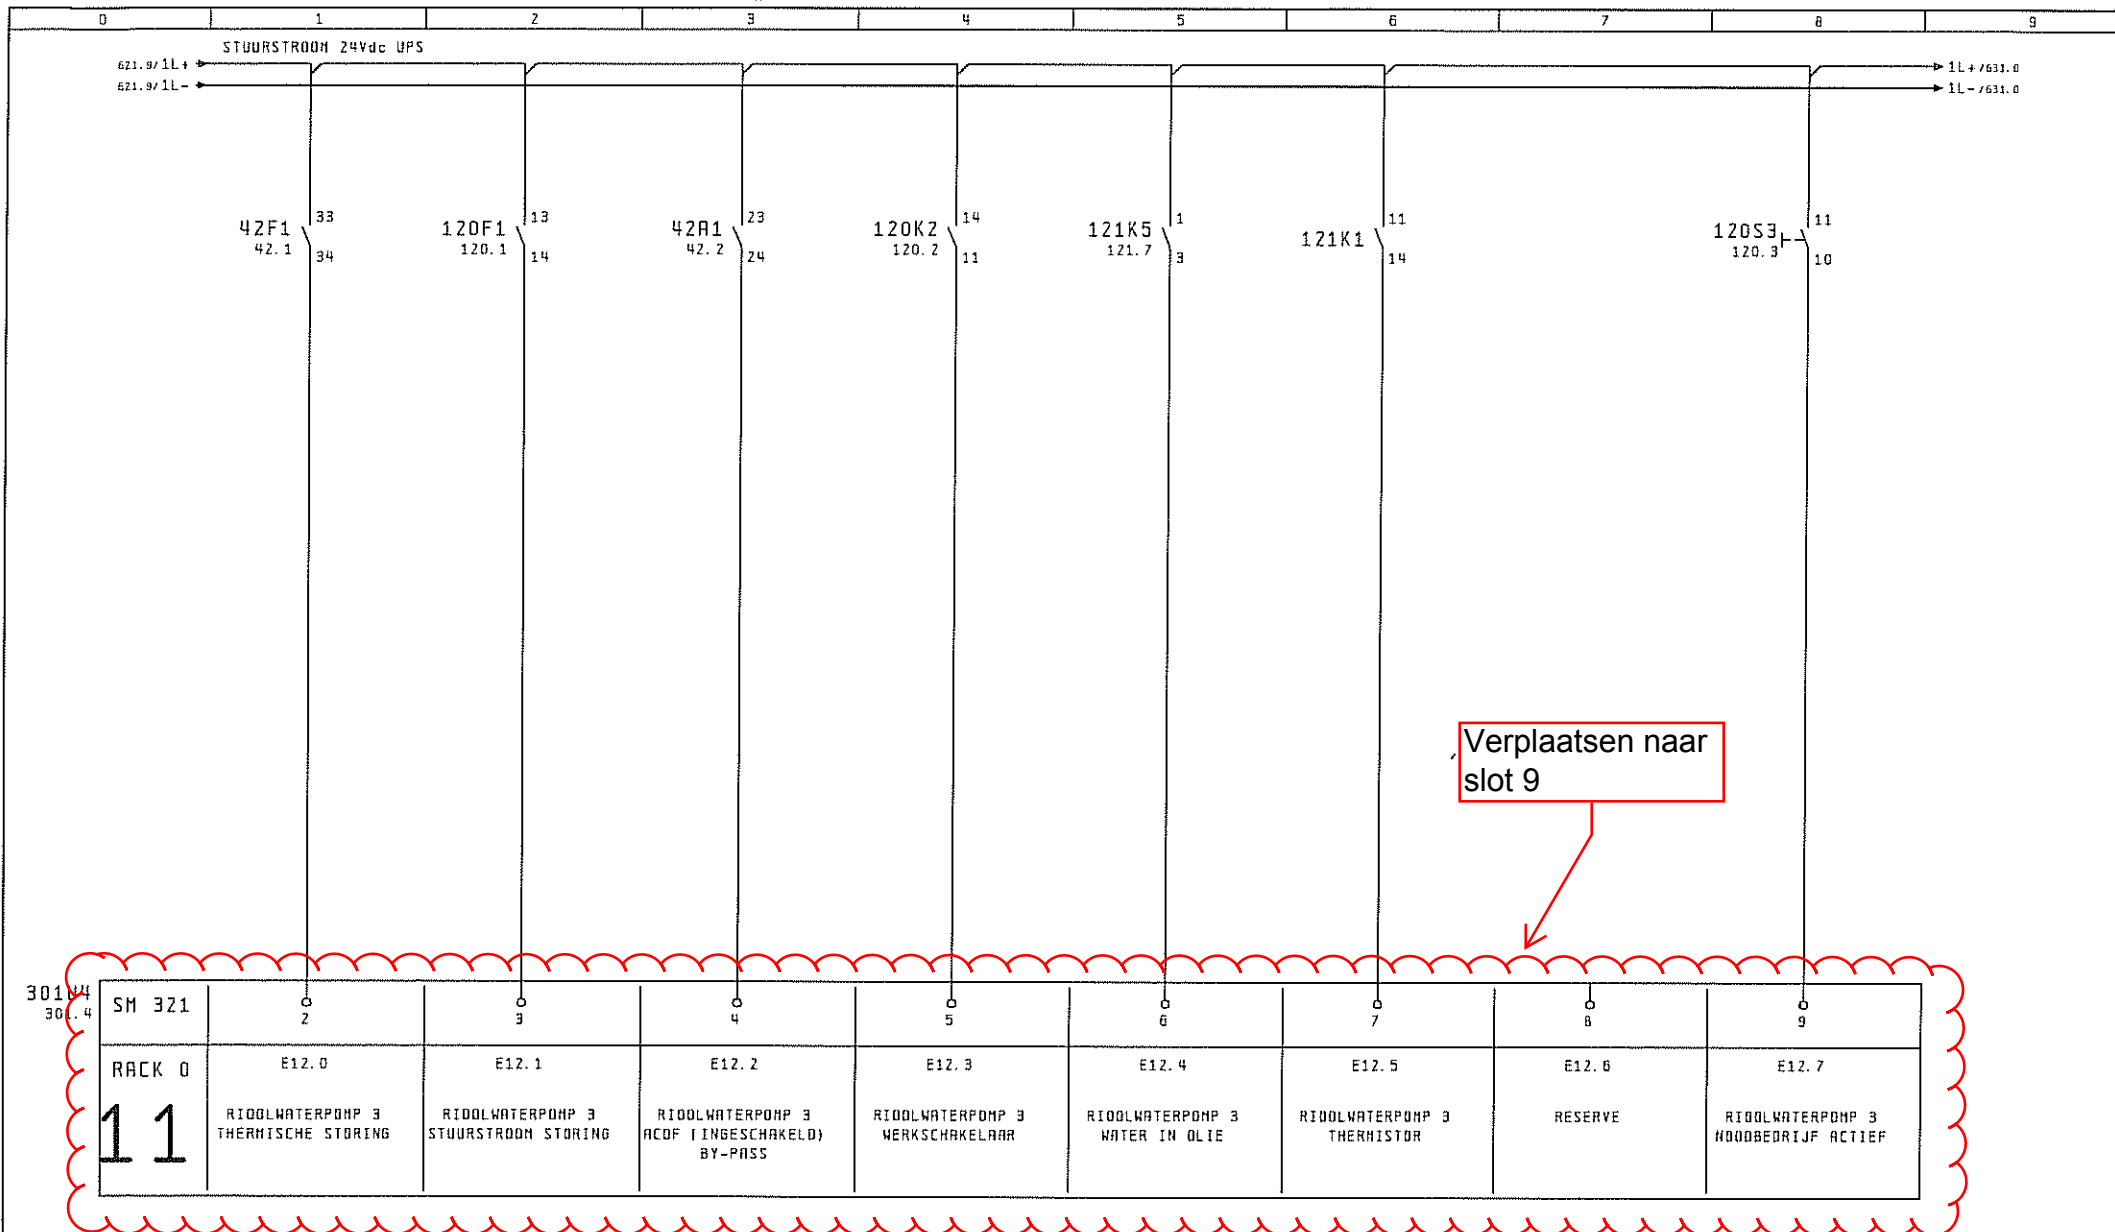 0 1 2 3 4 5 6 7 8 9
STUURSTROOM 24Vdc UPS
621.9/1L+ 1L+/631.0
621.9/1L- 1L-/631.0
42F1 33
42.1 34
120F1 13
120.1 14
42A1 23
42.2 24
120K2 14
120.2 11
121K5 1
121.7 3
121K1 11
14
120S3 11
120.3 10
Verplaatsen naar
slot 9
301U4
301.4
SM 321 2 3 4 5 6 7 8 9
RACK 0
11
E12.0
RIOOLWATERPOMP 3
THERMISCHE STORING
E12.1
RIOOLWATERPOMP 3
STUURSTROOM STORING
E12.2
RIOOLWATERPOMP 3
ACOF (INGESCHAKELD)
BY-PASS
E12.3
RIOOLWATERPOMP 3
WERKSCHAKELAAR
E12.4
RIOOLWATERPOMP 3
WATER IN OLIE
E12.5
RIOOLWATERPOMP 3
THERMISTOR
E12.6
RESERVE
E12.7
RIOOLWATERPOMP 3
NOODBEDRIJF ACTIEF